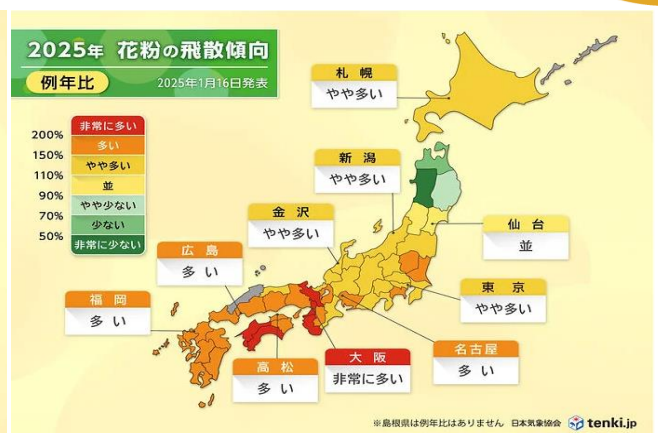 2025年 花粉の飛散傾向
例年比
2025年1月16日発表
非常に多い
200%
多い
150%
やや多い
110%
並
90%
やや少ない
70%
少ない
50%
非常に少ない
札幌
やや多い
新潟
やや多い
金沢
やや多い
仙台
並
広島
多い
東京
やや多い
福岡
多い
名古屋
多い
高松
多い
大阪
非常に多い
※島根県は例年比はありません 日本気象協会 tenki.jp